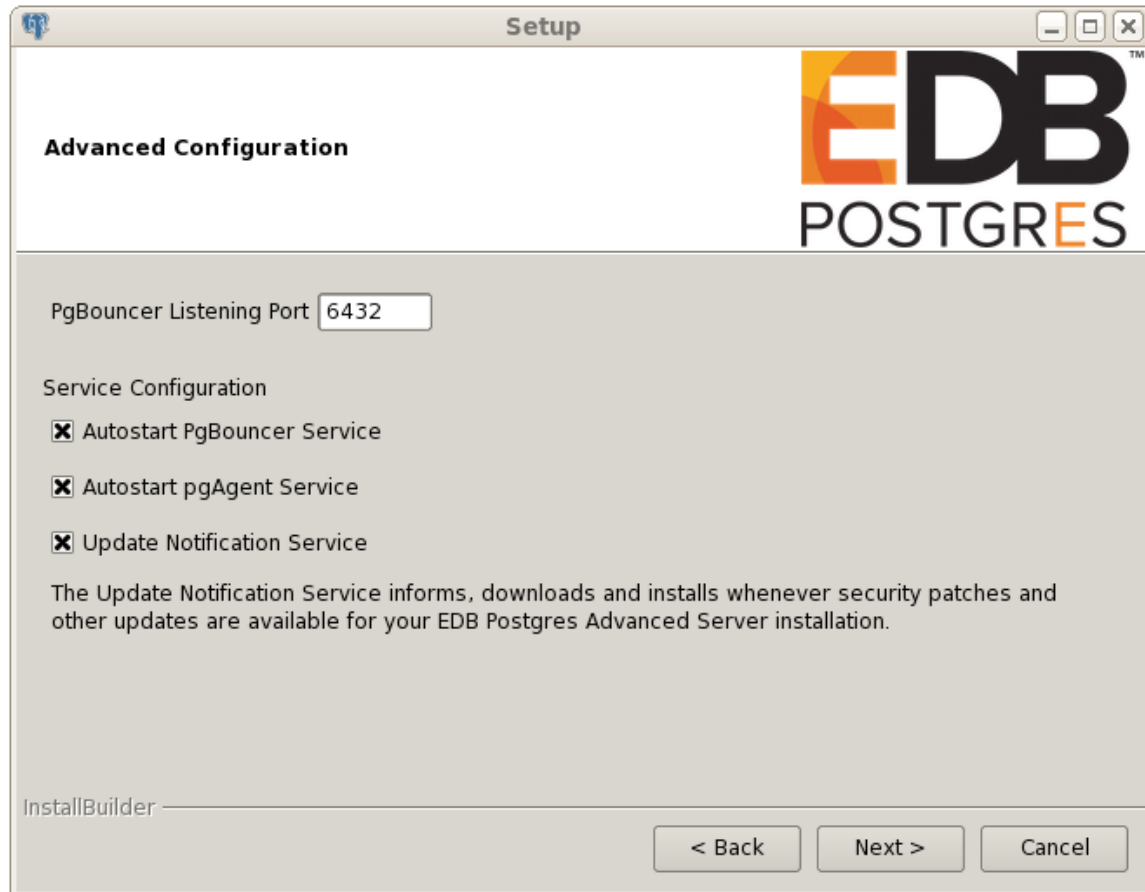 Setup
EDB™
POSTGRES
Advanced Configuration
PgBouncer Listening Port 6432
Service Configuration
Autostart PgBouncer Service
Autostart pgAgent Service
Update Notification Service
The Update Notification Service informs, downloads and installs whenever security patches and
other updates are available for your EDB Postgres Advanced Server installation.
InstallBuilder
< Back Next > Cancel